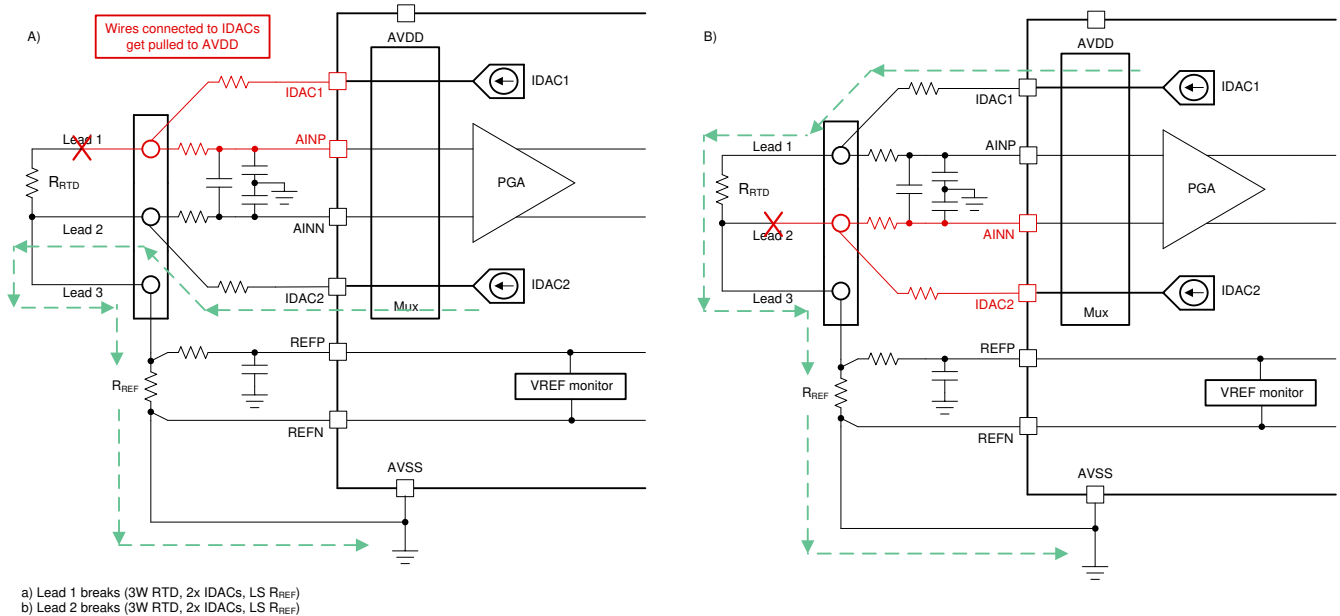 A)
Wires connected to IDACs
get pulled to AVDD
AVDD
IDAC1
IDAC1
Lead 1
AINP
RRTD
PGA
Lead 2
AINN
Lead 3
IDAC2
IDAC2
Mux
REFP
RREF
VREF monitor
REFN
AVSS
B)
AVDD
IDAC1
IDAC1
Lead 1
AINP
RRTD
PGA
Lead 2
AINN
Lead 3
IDAC2
IDAC2
Mux
REFP
RREF
VREF monitor
REFN
AVSS
a) Lead 1 breaks (3W RTD, 2x IDACs, LS RREF)
b) Lead 2 breaks (3W RTD, 2x IDACs, LS RREF)